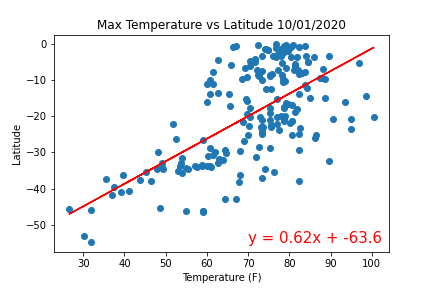 Max Temperature vs Latitude 10/01/2020
0
−10
−20
−30
−40
−50
Latitude
y = 0.62x + -63.6
30 40 50 60 70 80 90 100
Temperature (F)